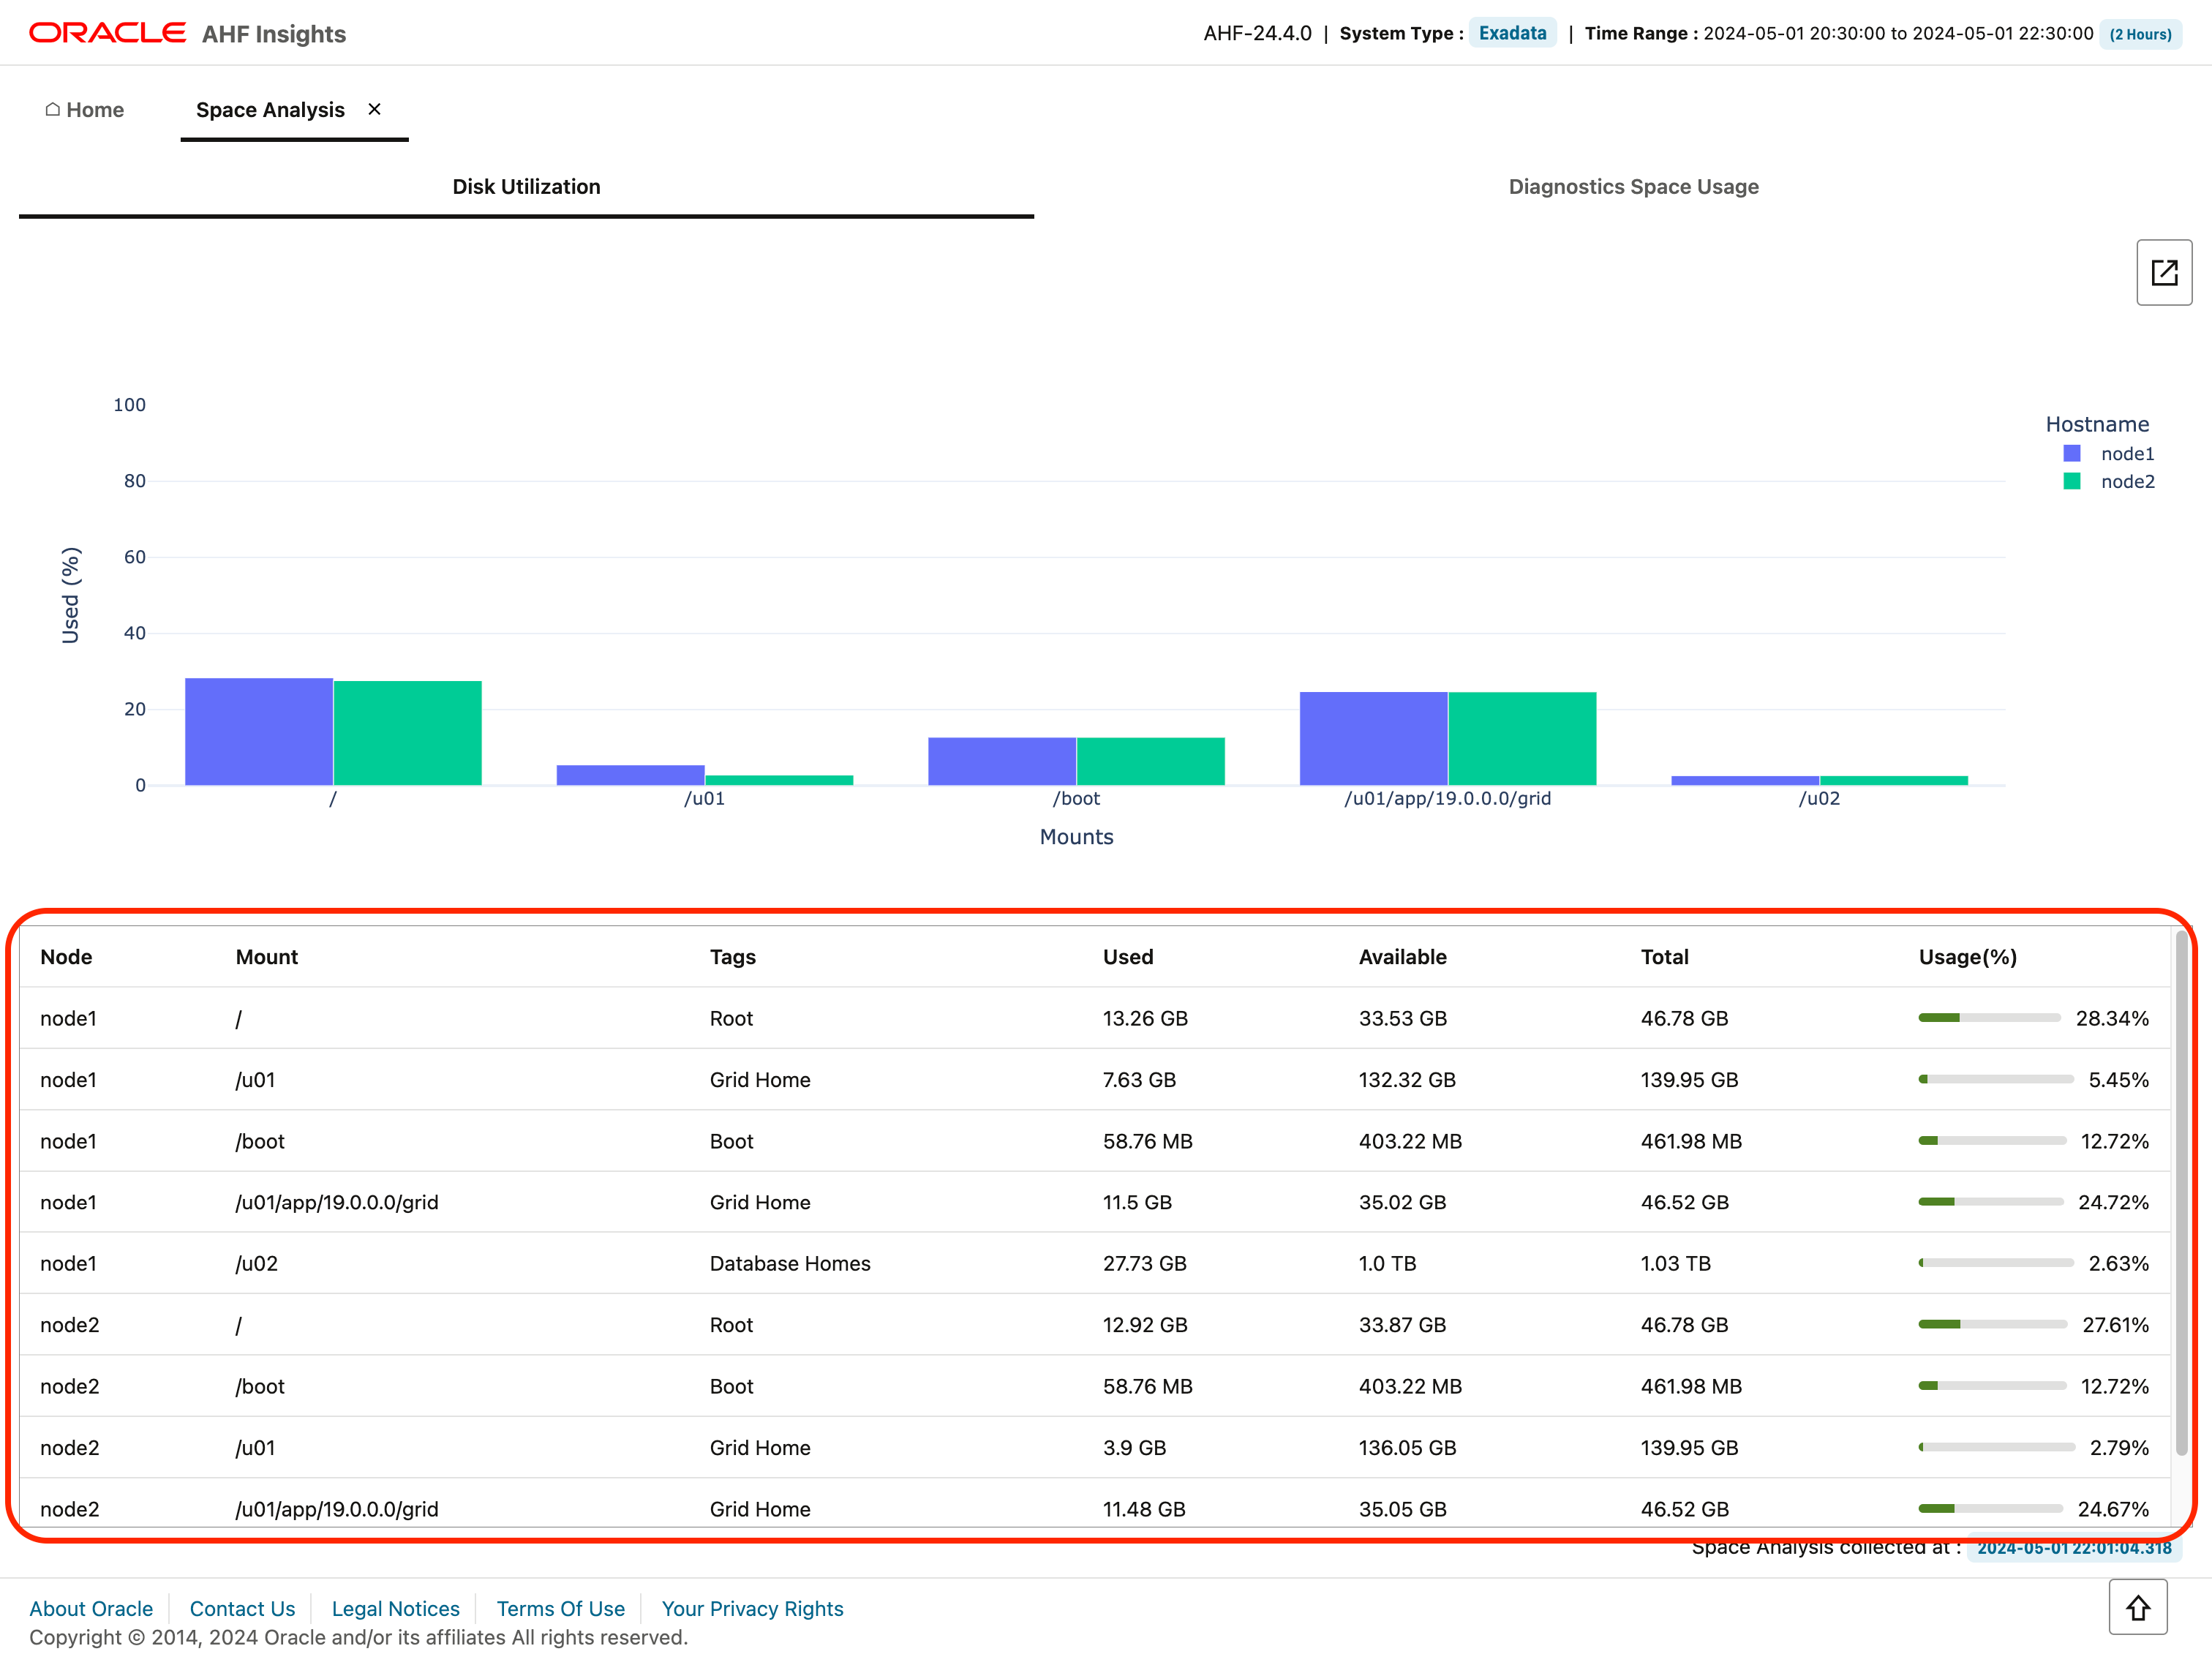 ORACLE AHF Insights
AHF-24.4.0 | System Type : Exadata | Time Range : 2024-05-01 20:30:00 to 2024-05-01 22:30:00 (2 Hours)
Home Space Analysis ✕
Disk Utilization Diagnostics Space Usage
100
80
60
40
20
0
Used (%)
/ /u01 /boot /u01/app/19.0.0.0/grid /u02
Mounts
Hostname
node1
node2
Node Mount Tags Used Available Total Usage(%)
node1 / Root 13.26 GB 33.53 GB 46.78 GB 28.34%
node1 /u01 Grid Home 7.63 GB 132.32 GB 139.95 GB 5.45%
node1 /boot Boot 58.76 MB 403.22 MB 461.98 MB 12.72%
node1 /u01/app/19.0.0.0/grid Grid Home 11.5 GB 35.02 GB 46.52 GB 24.72%
node1 /u02 Database Homes 27.73 GB 1.0 TB 1.03 TB 2.63%
node2 / Root 12.92 GB 33.87 GB 46.78 GB 27.61%
node2 /boot Boot 58.76 MB 403.22 MB 461.98 MB 12.72%
node2 /u01 Grid Home 3.9 GB 136.05 GB 139.95 GB 2.79%
node2 /u01/app/19.0.0.0/grid Grid Home 11.48 GB 35.05 GB 46.52 GB 24.67%
Space Analysis collected at : 2024-05-01 22:01:04.318
About Oracle Contact Us Legal Notices Terms Of Use Your Privacy Rights
Copyright © 2014, 2024 Oracle and/or its affiliates All rights reserved.